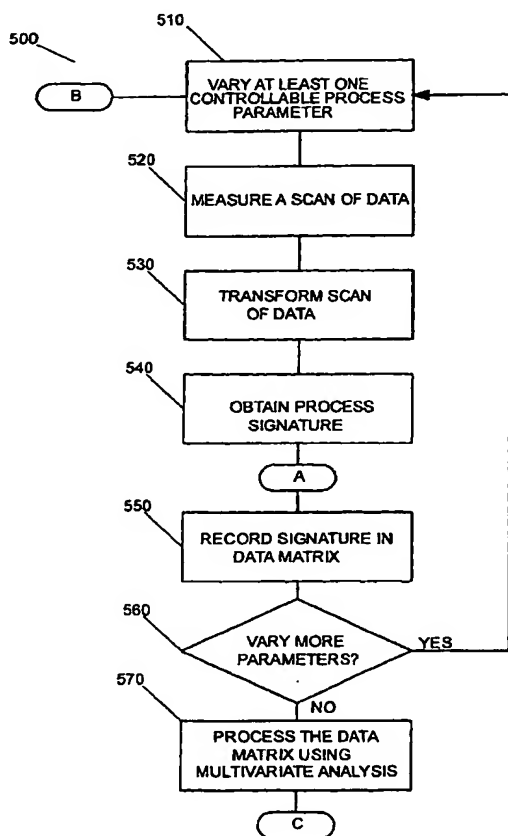 500
510
B
VARY AT LEAST ONE
CONTROLLABLE PROCESS
PARAMETER
520
MEASURE A SCAN OF DATA
530
TRANSFORM SCAN
OF DATA
540
OBTAIN PROCESS
SIGNATURE
A
550
RECORD SIGNATURE IN
DATA MATRIX
560
VARY MORE
PARAMETERS?
YES
NO
570
PROCESS THE DATA
MATRIX USING
MULTIVARIATE ANALYSIS
C